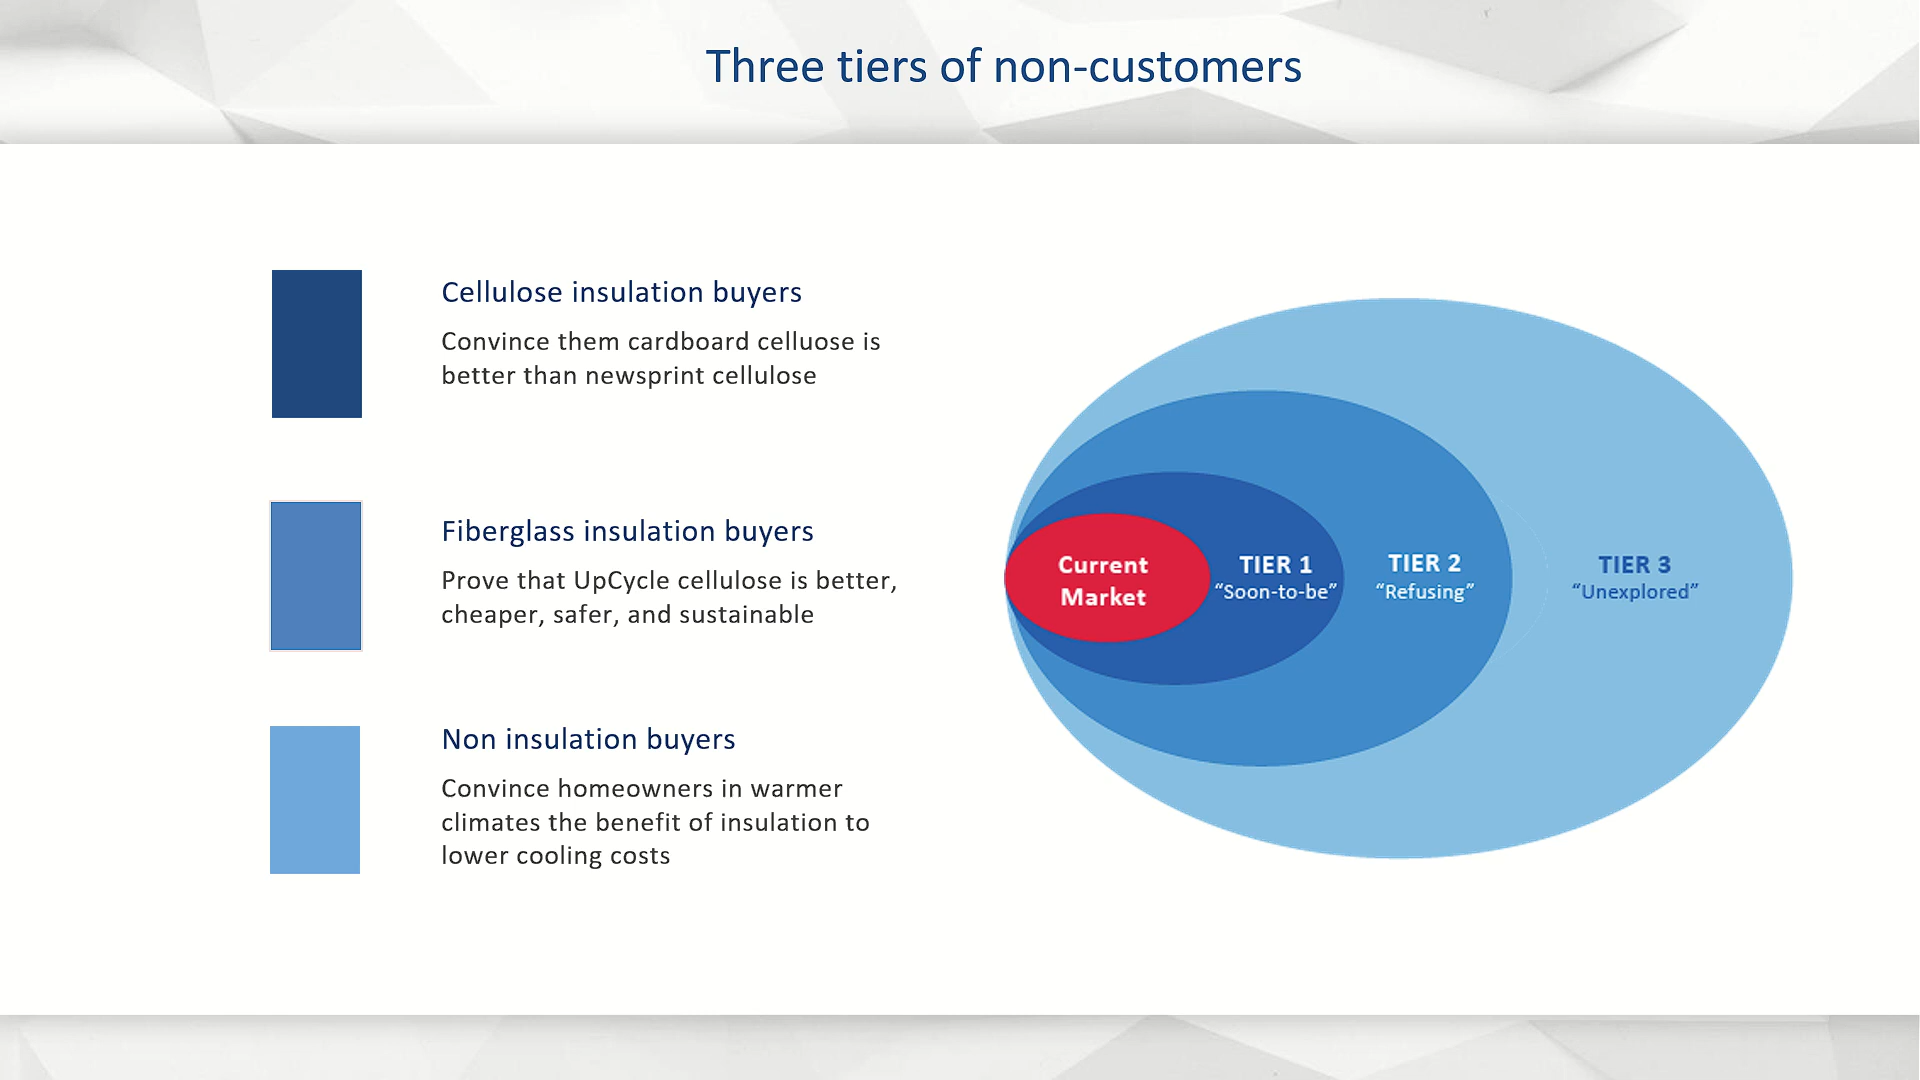 Three tiers of non-customers
Cellulose insulation buyers
Convince them cardboard celluose is
better than newsprint cellulose
Fiberglass insulation buyers
Prove that UpCycle cellulose is better,
cheaper, safer, and sustainable
Non insulation buyers
Convince homeowners in warmer
climates the benefit of insulation to
lower cooling costs
Current
Market
TIER 1
“Soon-to-be”
TIER 2
“Refusing”
TIER 3
“Unexplored”